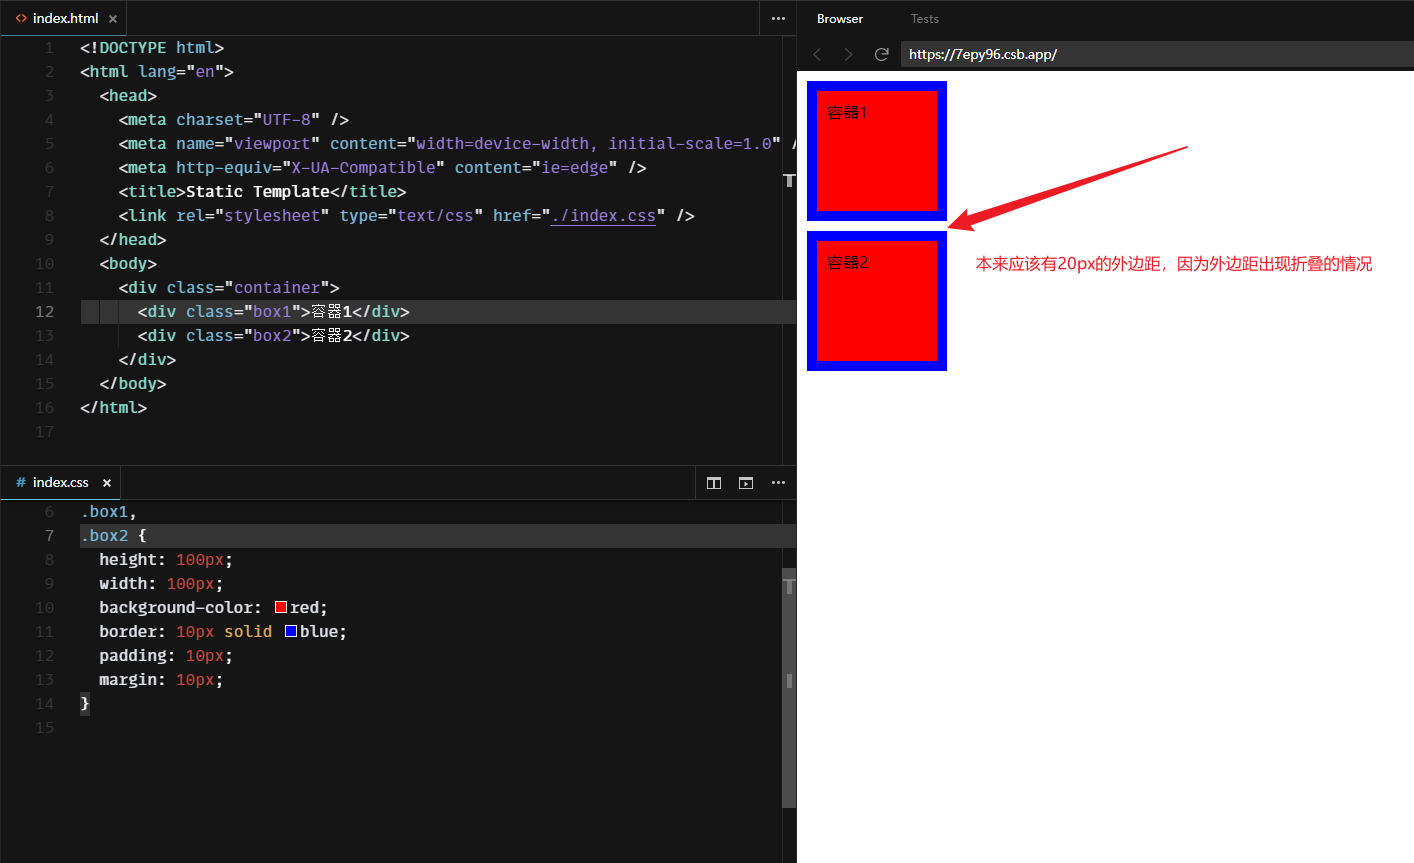 index.html
1 <!DOCTYPE html>
2 <html lang="en">
3 <head>
4 <meta charset="UTF-8" />
5 <meta name="viewport" content="width=device-width, initial-scale=1.0" /
6 <meta http-equiv="X-UA-Compatible" content="ie=edge" />
7 <title>Static Template</title>
8 <link rel="stylesheet" type="text/css" href="./index.css" />
9 </head>
10 <body>
11 <div class="container">
12 <div class="box1">容器1</div>
13 <div class="box2">容器2</div>
14 </div>
15 </body>
16 </html>
17
# index.css
6 .box1,
7 .box2 {
8 height: 100px;
9 width: 100px;
10 background-color: red;
11 border: 10px solid blue;
12 padding: 10px;
13 margin: 10px;
14 }
15
Browser Tests
https://7epy96.csb.app/
容器1
容器2
本来应该有20px的外边距，因为外边距出现折叠的情况